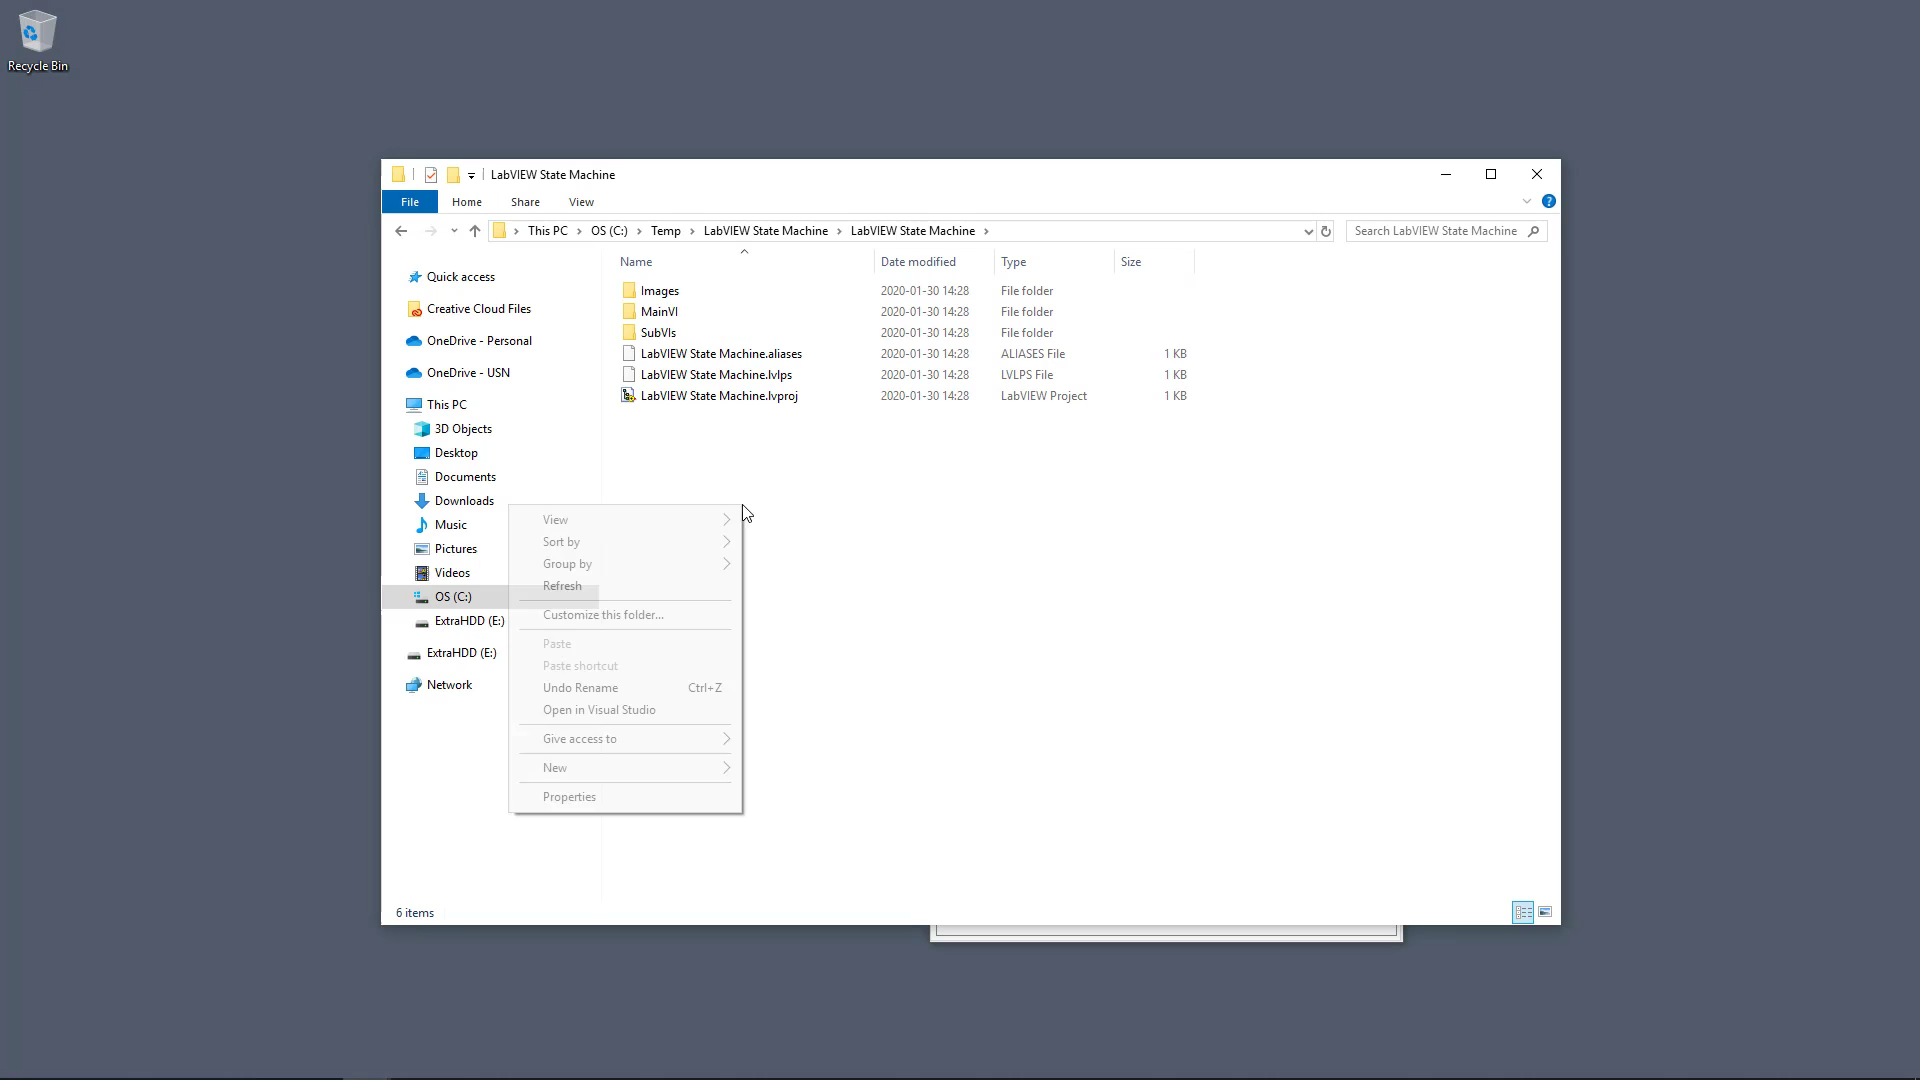 Recycle Bin
LabVIEW State Machine
File Home Share View
This PC OS (C:) Temp LabVIEW State Machine LabVIEW State Machine
Search LabVIEW State Machine
Name Date modified Type Size
Images 2020-01-30 14:28 File folder
MainVI 2020-01-30 14:28 File folder
SubVIs 2020-01-30 14:28 File folder
LabVIEW State Machine.aliases 2020-01-30 14:28 ALIASES File 1 KB
LabVIEW State Machine.lvlps 2020-01-30 14:28 LVLPS File 1 KB
LabVIEW State Machine.lvproj 2020-01-30 14:28 LabVIEW Project 1 KB
Quick access
Creative Cloud Files
OneDrive - Personal
OneDrive - USN
This PC
3D Objects
Desktop
Documents
Downloads
Music
Pictures
Videos
OS (C:)
ExtraHDD (E:)
ExtraHDD (E:)
Network
View
Sort by
Group by
Refresh
Customize this folder...
Paste
Paste shortcut
Undo Rename Ctrl+Z
Open in Visual Studio
Give access to
New
Properties
6 items